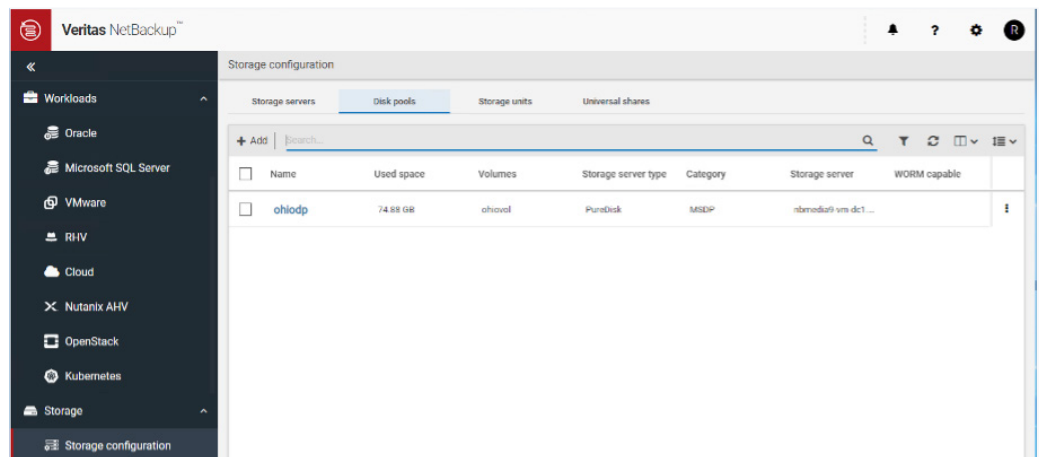 Veritas NetBackup™
?
R
«
Storage configuration
Workloads
Storage servers
Disk pools
Storage units
Universal shares
Oracle
+ Add
Search...
Microsoft SQL Server
Name
Used space
Volumes
Storage server type
Category
Storage server
WORM capable
VMware
ohiodp
74.88 GB
ohiovol
PureDisk
MSDP
nbmedia9-vm-dc1 ...
RHV
Cloud
Nutanix AHV
OpenStack
Kubernetes
Storage
Storage configuration